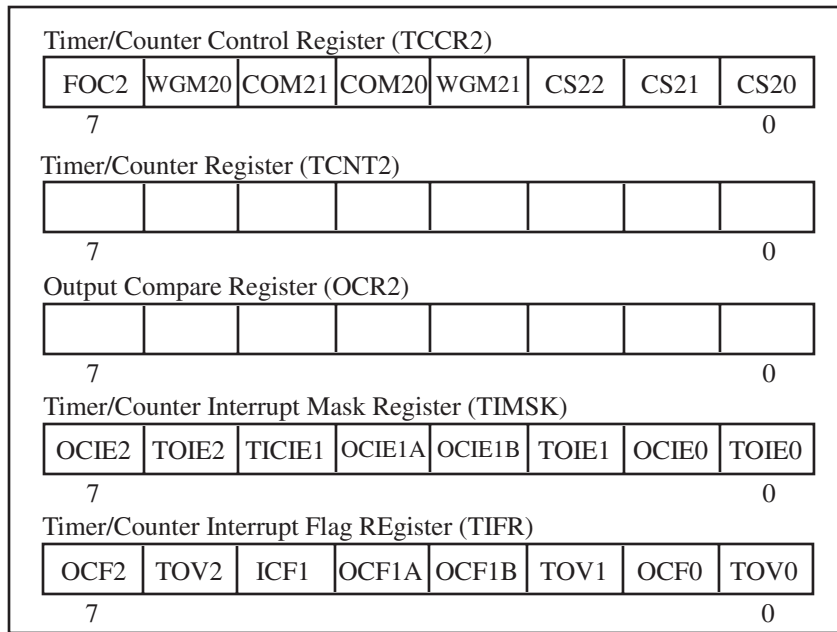 Timer/Counter Control Register (TCCR2)
FOC2 WGM20 COM21 COM20 WGM21 CS22 CS21 CS20
7 0
Timer/Counter Register (TCNT2)
7 0
Output Compare Register (OCR2)
7 0
Timer/Counter Interrupt Mask Register (TIMSK)
OCIE2 TOIE2 TICIE1 OCIE1A OCIE1B TOIE1 OCIE0 TOIE0
7 0
Timer/Counter Interrupt Flag REgister (TIFR)
OCF2 TOV2 ICF1 OCF1A OCF1B TOV1 OCF0 TOV0
7 0